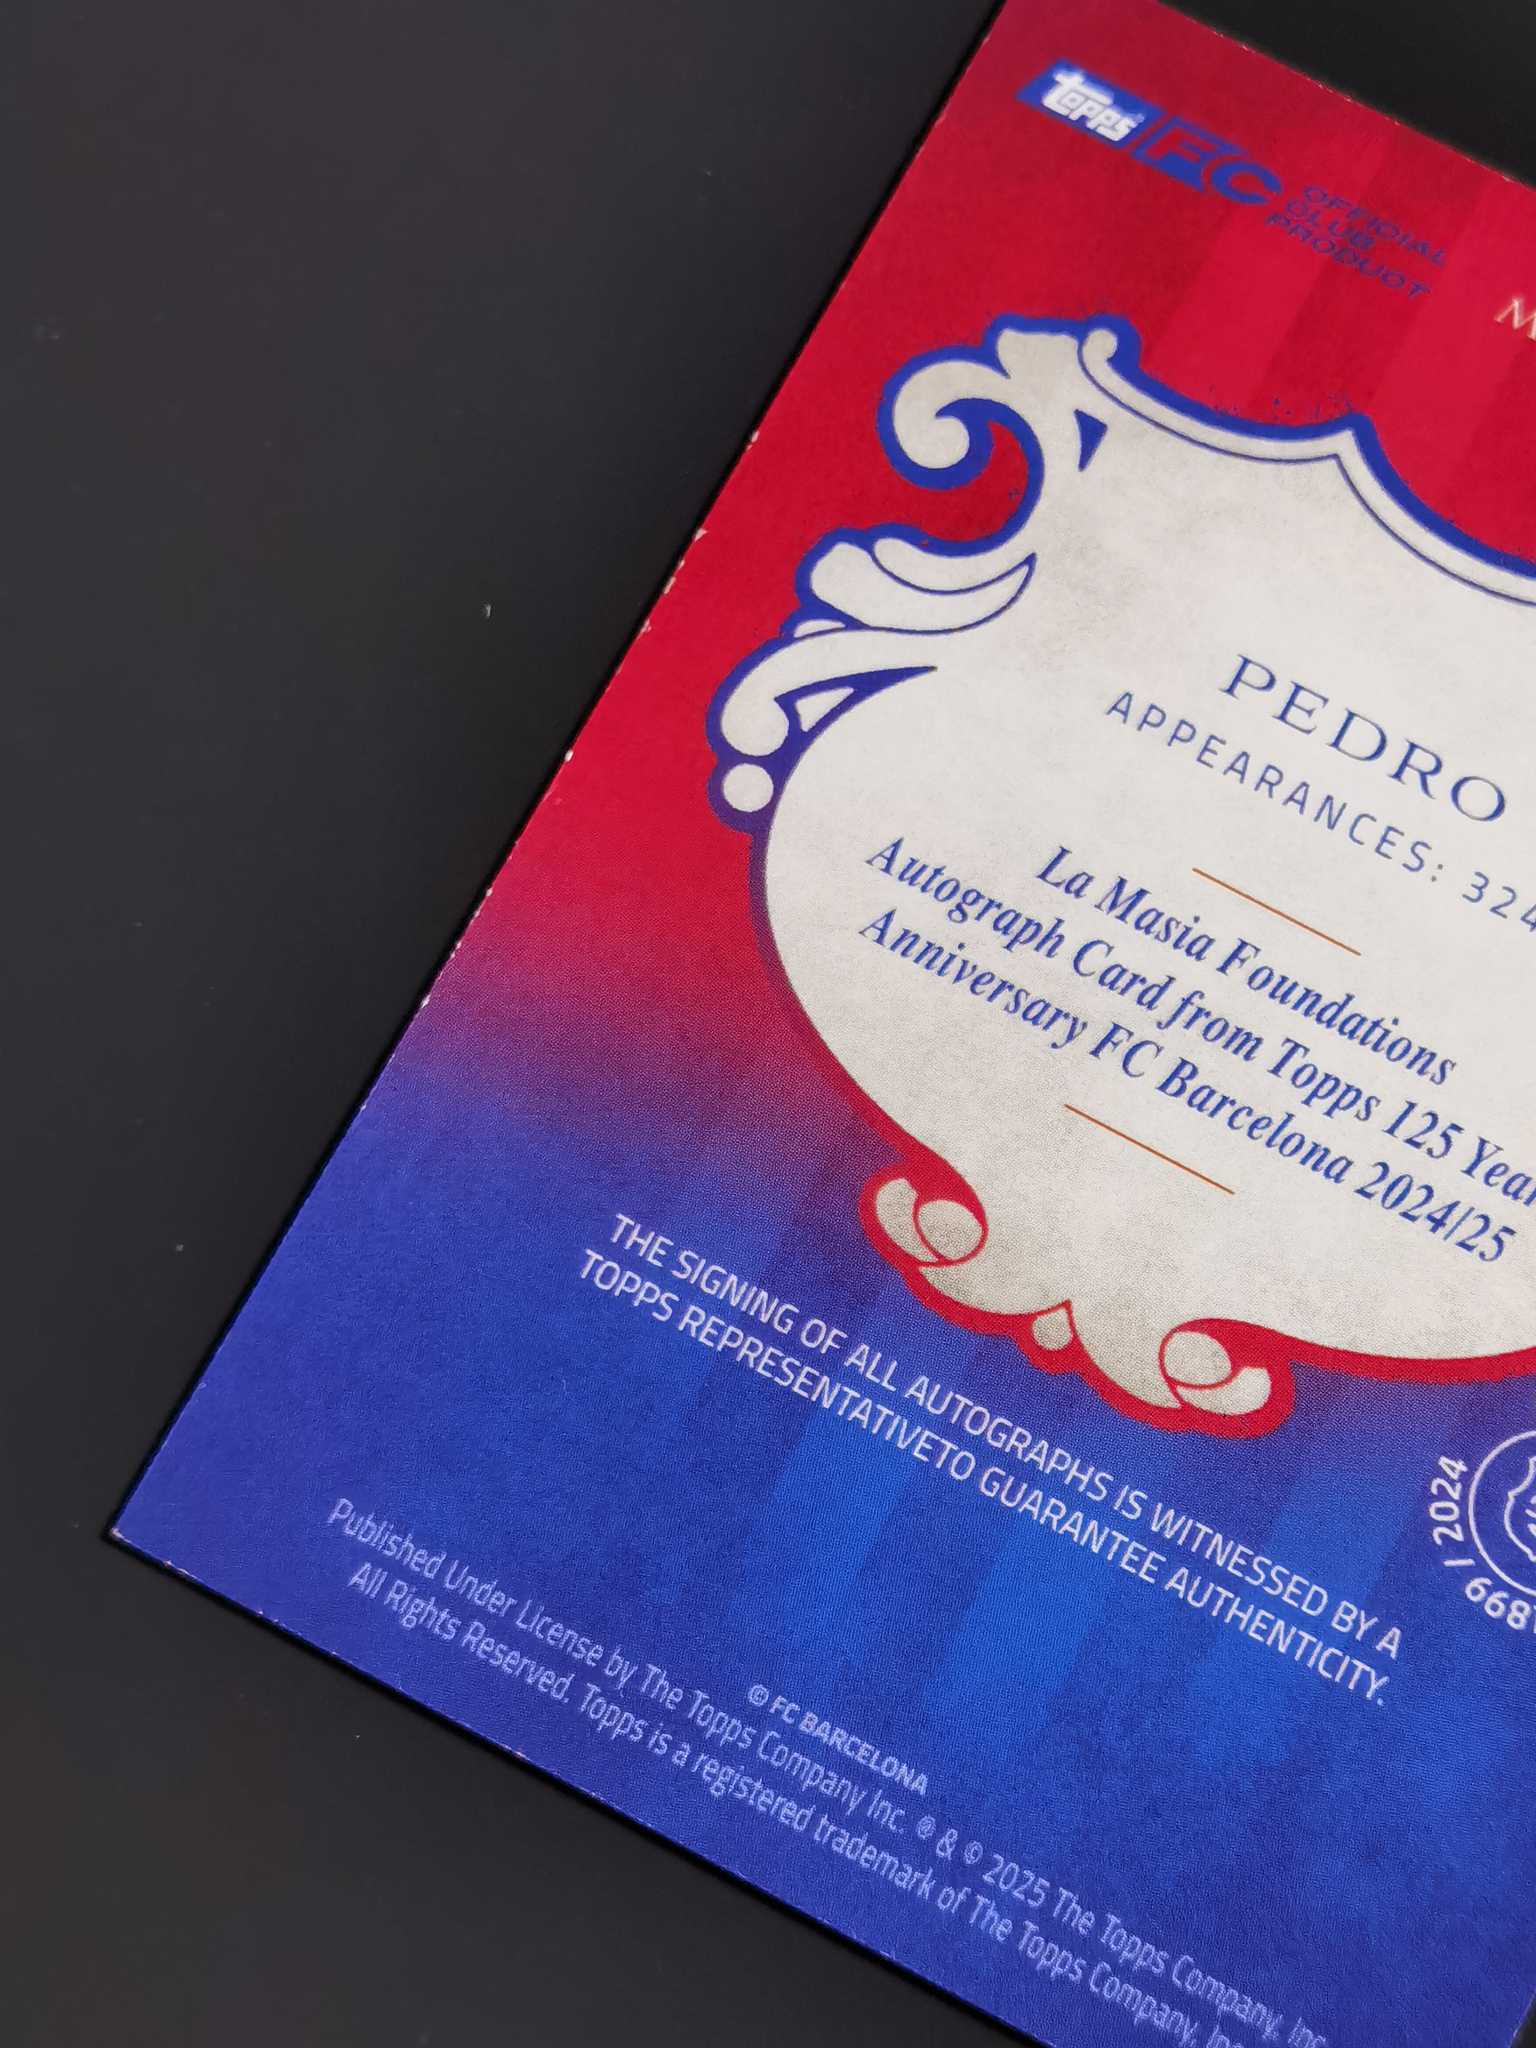 topps FC OFFICIAL
CLUB
PRODUCT
PEDRO
APPEARANCES: 324
La Masia Foundations
Autograph Card from Topps 125 Year
Anniversary FC Barcelona 2024/25
THE SIGNING OF ALL AUTOGRAPHS IS WITNESSED BY A
TOPPS REPRESENTATIVETO GUARANTEE AUTHENTICITY.
1899 / 2024
© FC BARCELONA
Published Under License by The Topps Company Inc. ® & © 2025 The Topps Company, Inc
All Rights Reserved. Topps is a registered trademark of The Topps Company, Inc